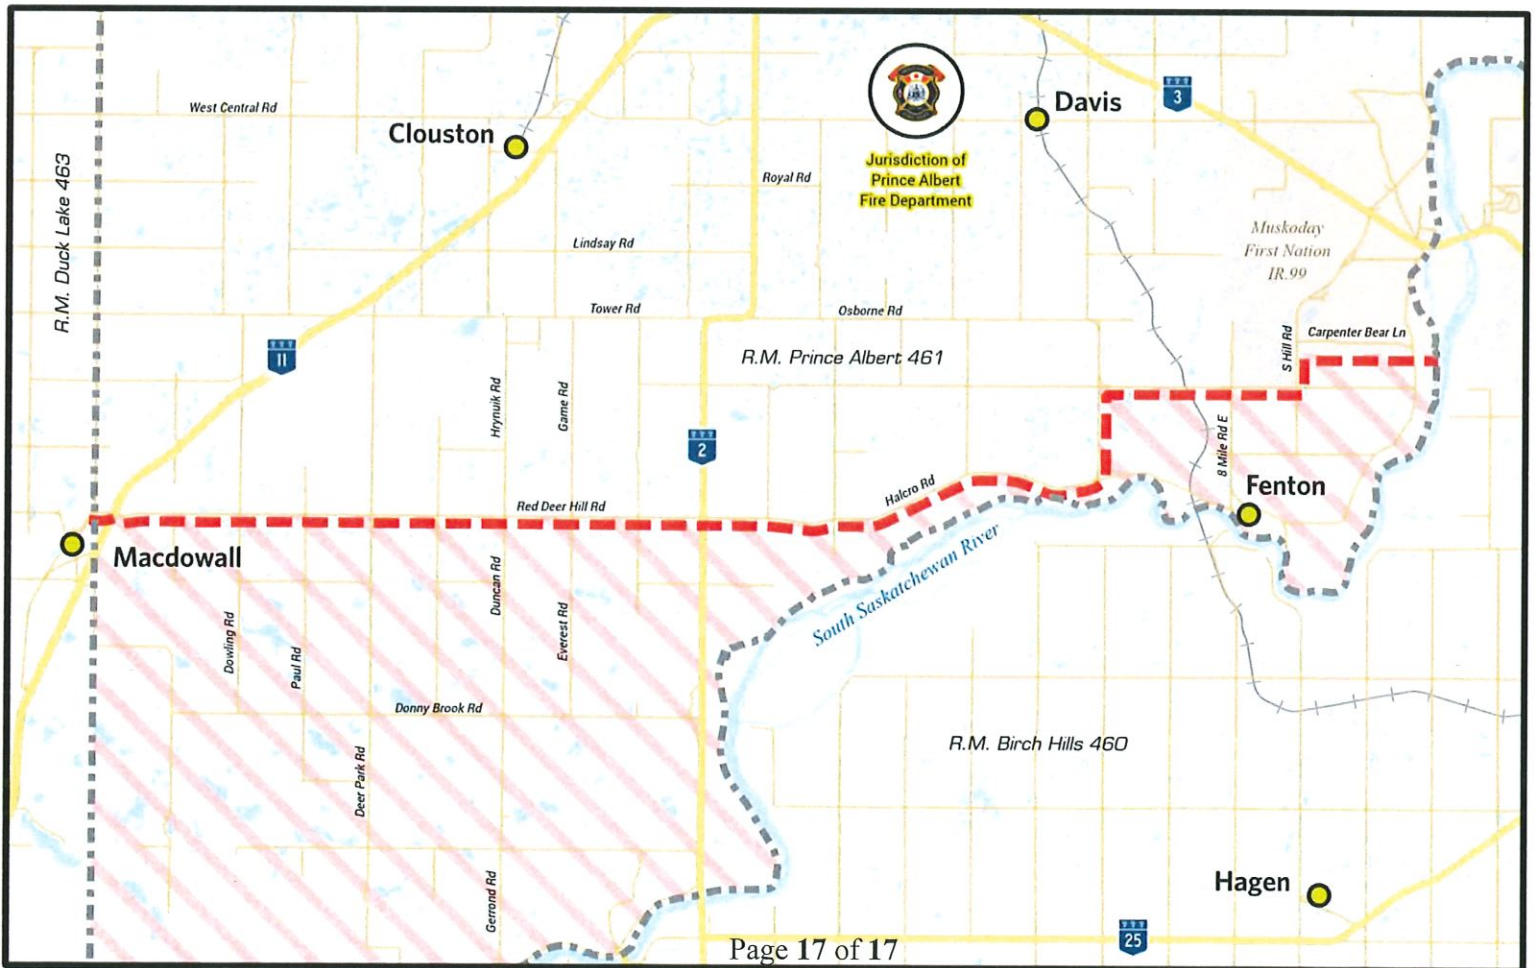 West Central Rd
Clouston
Davis
3
Jurisdiction of
Prince Albert
Fire Department
R.M. Duck Lake 463
Royal Rd
Muskoday
First Nation
IR.99
Lindsay Rd
Tower Rd
Osborne Rd
S Hill Rd
Carpenter Bear Ln
11
R.M. Prince Albert 461
Hrynuik Rd
Game Rd
2
8 Mile Rd E
Halcro Rd
Fenton
Red Deer Hill Rd
Macdowall
South Saskatchewan River
Duncan Rd
Everest Rd
Dowling Rd
Paul Rd
Donny Brook Rd
R.M. Birch Hills 460
Deer Park Rd
Gerrond Rd
Hagen
25
Page 17 of 17